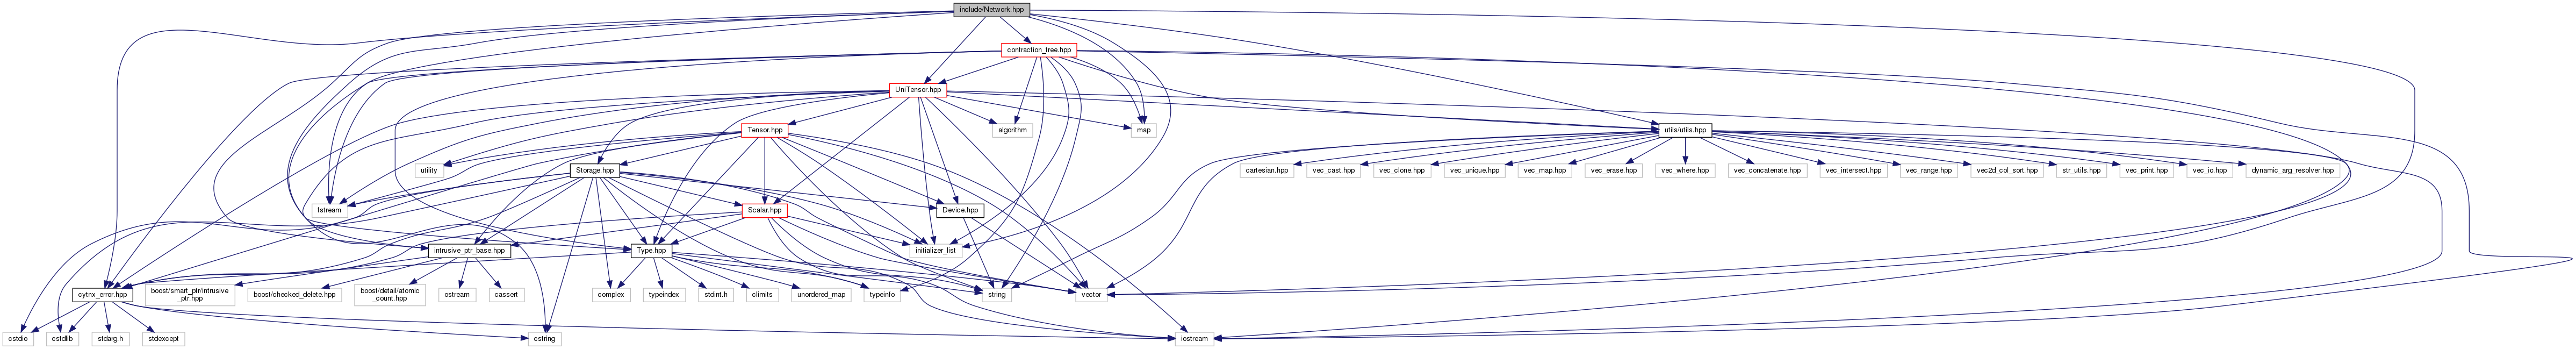 include/Network.hpp
contraction_tree.hpp
UniTensor.hpp
Tensor.hpp
algorithm
map
utils/utils.hpp
utility
Storage.hpp
cartesian.hpp
vec_cast.hpp
vec_clone.hpp
vec_unique.hpp
vec_map.hpp
vec_erase.hpp
vec_where.hpp
vec_concatenate.hpp
vec_intersect.hpp
vec_range.hpp
vec2d_col_sort.hpp
str_utils.hpp
vec_print.hpp
vec_io.hpp
dynamic_arg_resolver.hpp
fstream
Scalar.hpp
Device.hpp
intrusive_ptr_base.hpp
Type.hpp
initializer_list
cytnx_error.hpp
boost/smart_ptr/intrusive
_ptr.hpp
boost/checked_delete.hpp
boost/detail/atomic
_count.hpp
ostream
cassert
complex
typeindex
stdint.h
climits
unordered_map
typeinfo
string
vector
cstdio
cstdlib
stdarg.h
stdexcept
cstring
iostream